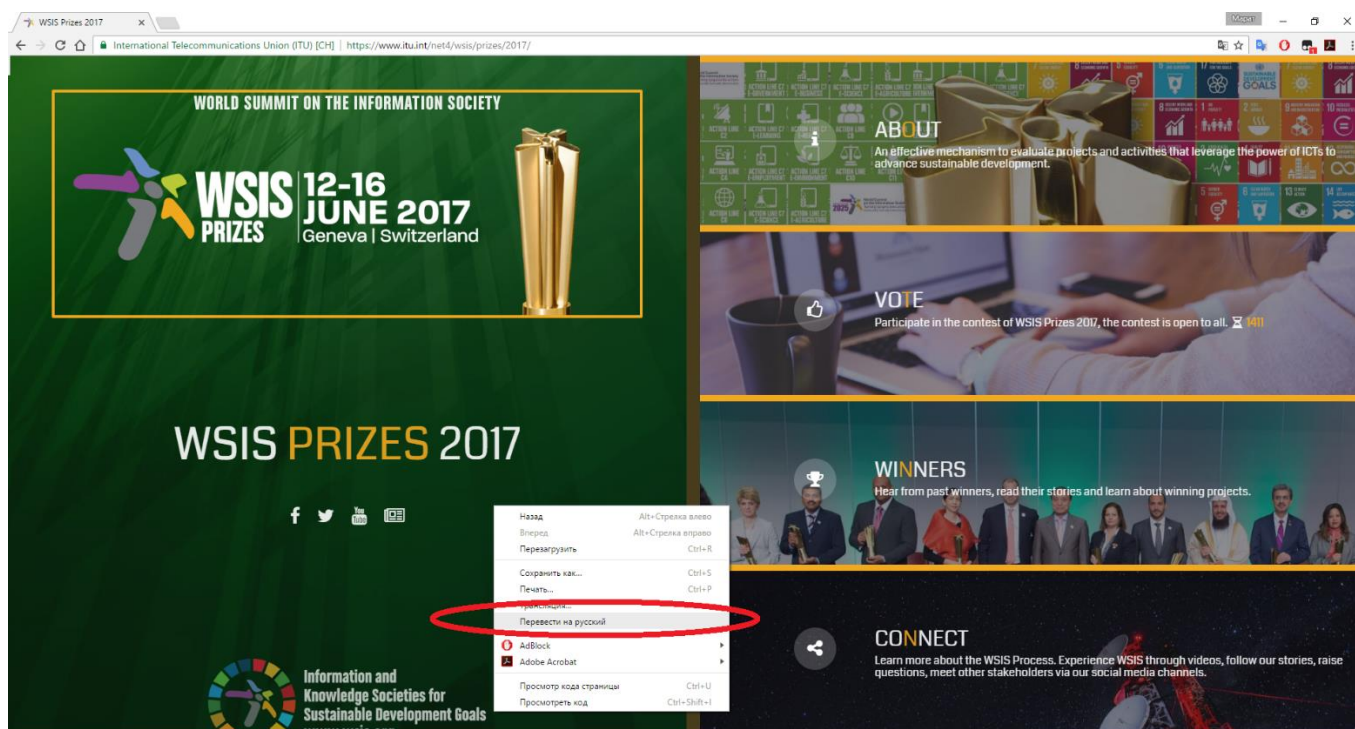 WSIS Prizes 2017
Марат
International Telecommunications Union (ITU) [CH] | https://www.itu.int/net4/wsis/prizes/2017/
WORLD SUMMIT ON THE INFORMATION SOCIETY
WSIS
PRIZES
12-16
JUNE 2017
Geneva | Switzerland
WSIS PRIZES 2017
f
You
Tube
Information and
Knowledge Societies for
Sustainable Development Goals
Назад Alt+Стрелка влево
Вперед Alt+Стрелка вправо
Перезагрузить Ctrl+R
Сохранить как... Ctrl+S
Печать... Ctrl+P
Трансляция...
Перевести на русский
AdBlock
Adobe Acrobat
Просмотр кода страницы Ctrl+U
Просмотреть код Ctrl+Shift+I
ABOUT
An effective mechanism to evaluate projects and activities that leverage the power of ICTs to
advance sustainable development.
SUSTAINABLE
DEVELOPMENT
GOALS
VOTE
Participate in the contest of WSIS Prizes 2017, the contest is open to all.
WINNERS
Hear from past winners, read their stories and learn about winning projects.
CONNECT
Learn more about the WSIS Process. Experience WSIS through videos, follow our stories, raise
questions, meet other stakeholders via our social media channels.